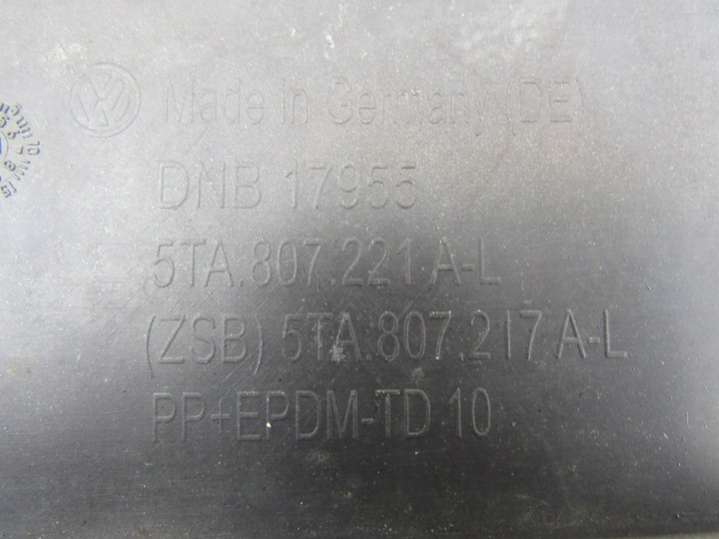 Made in Germany (DE)
DNB 17955
5TA.807.221 A-L
(ZSB) 5TA.807.217 A-L
PP+EPDM-TD 10